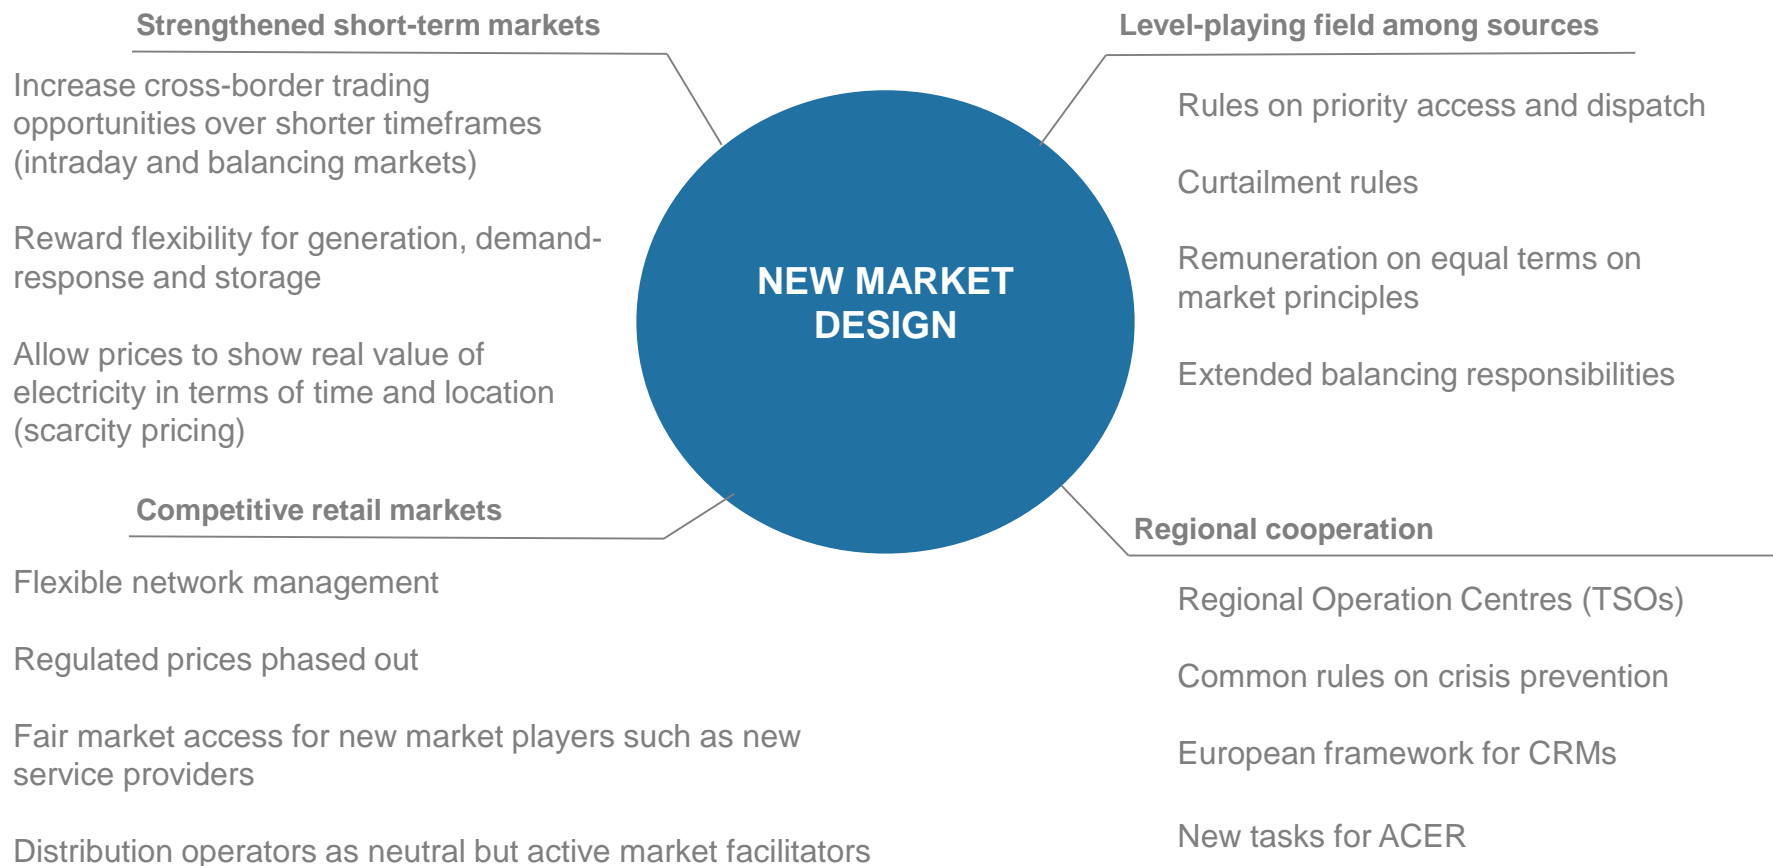 Strengthened short-term markets
Increase cross-border trading
opportunities over shorter timeframes
(intraday and balancing markets)
Reward flexibility for generation, demand-
response and storage
Allow prices to show real value of
electricity in terms of time and location
(scarcity pricing)
Level-playing field among sources
Rules on priority access and dispatch
Curtailment rules
Remuneration on equal terms on
market principles
Extended balancing responsibilities
NEW MARKET
DESIGN
Competitive retail markets
Flexible network management
Regulated prices phased out
Fair market access for new market players such as new
service providers
Distribution operators as neutral but active market facilitators
Regional cooperation
Regional Operation Centres (TSOs)
Common rules on crisis prevention
European framework for CRMs
New tasks for ACER